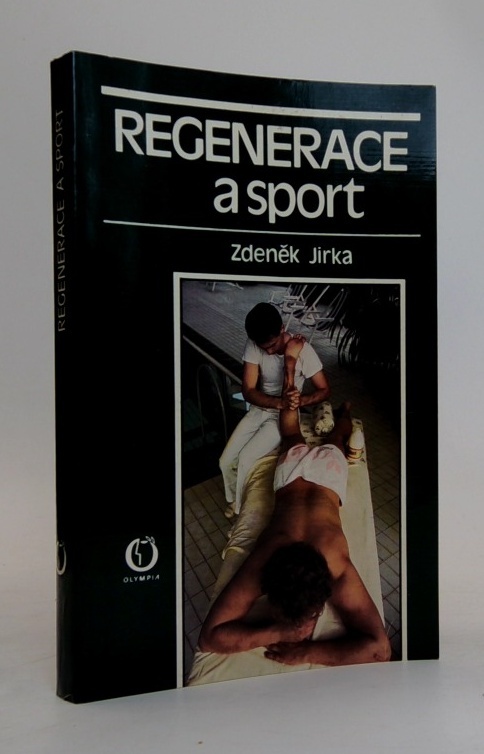 REGENERACE A SPORT
REGENERACE
a sport
Zdeněk Jirka
OLYMPIA